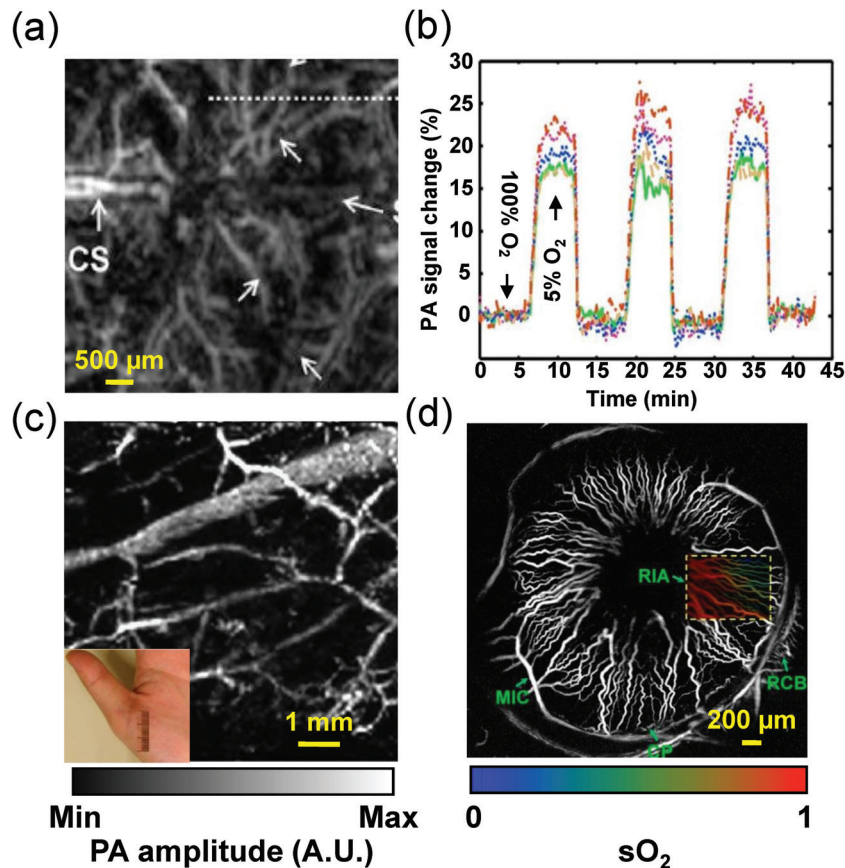 (a)
CS
500 µm
(b)
PA signal change (%)
30
25
20
15
10
5
0
100% O₂
5% O₂
0 5 10 15 20 25 30 35 40 45
Time (min)
(c)
1 mm
Min Max
PA amplitude (A.U.)
(d)
RIA
MIC
RCB
CP
200 µm
0 1
sO₂